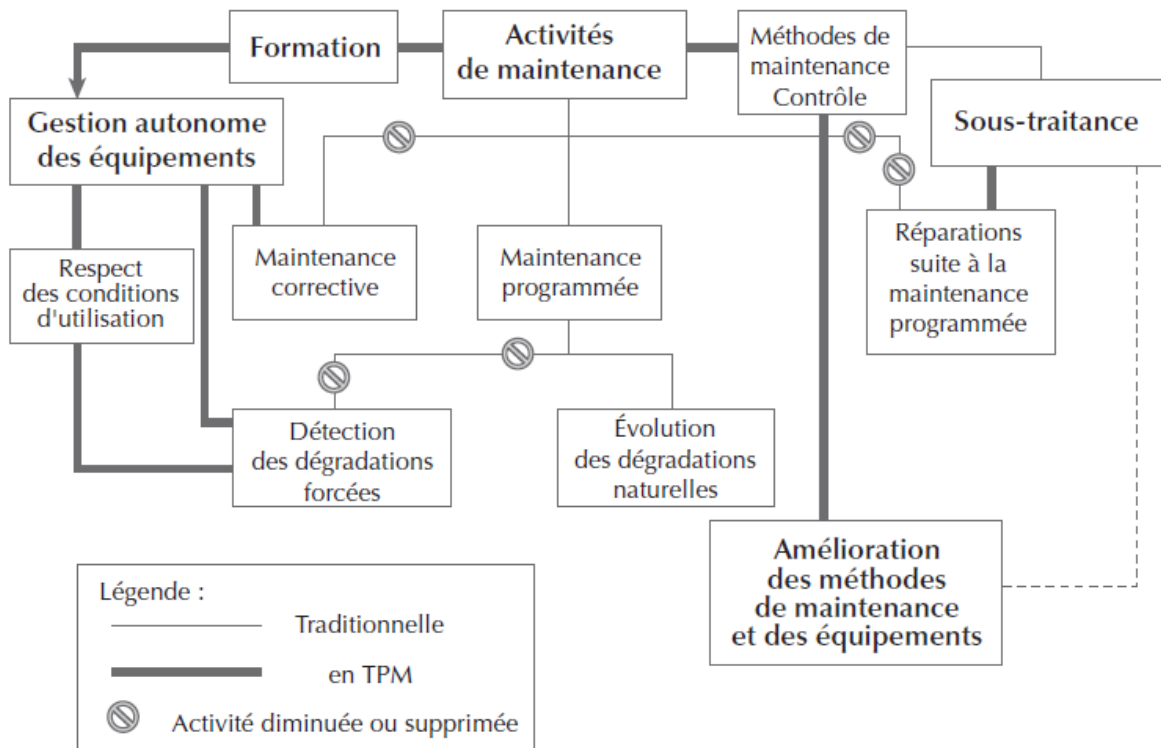 Formation
Activités
de maintenance
Méthodes de
maintenance
Contrôle
Sous-traitance
Gestion autonome
des équipements
Respect
des conditions
d'utilisation
Maintenance
corrective
Maintenance
programmée
Réparations
suite à la
maintenance
programmée
Détection
des dégradations
forcées
Évolution
des dégradations
naturelles
Amélioration
des méthodes
de maintenance
et des équipements
Légende :
Traditionnelle
en TPM
Activité diminuée ou supprimée